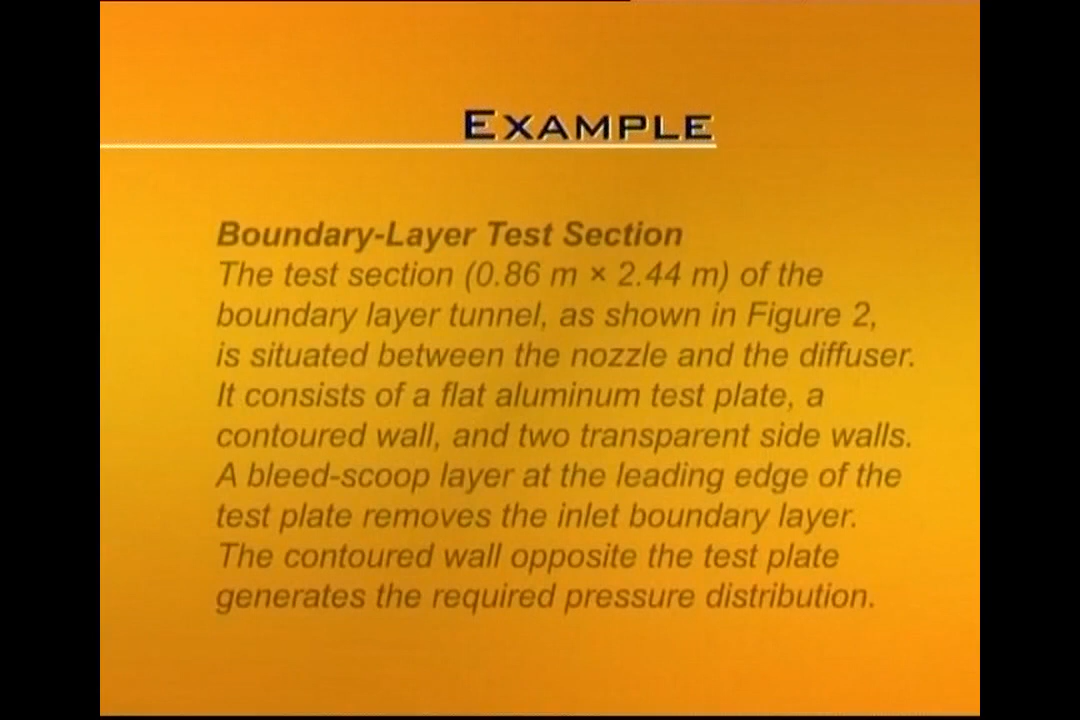 EXAMPLE
Boundary-Layer Test Section
The test section (0.86 m × 2.44 m) of the
boundary layer tunnel, as shown in Figure 2,
is situated between the nozzle and the diffuser.
It consists of a flat aluminum test plate, a
contoured wall, and two transparent side walls.
A bleed-scoop layer at the leading edge of the
test plate removes the inlet boundary layer.
The contoured wall opposite the test plate
generates the required pressure distribution.